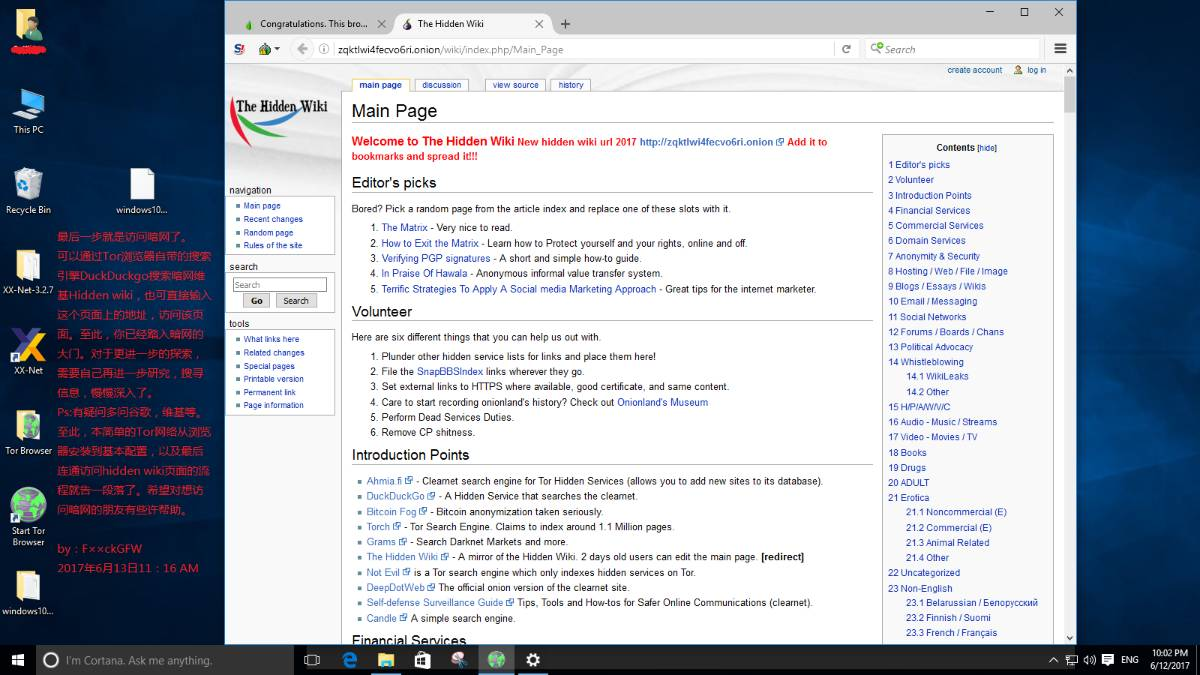 This PC
Recycle Bin
windows10...
XX-Net-3.2.7
XX-Net
Tor Browser
Start Tor
Browser
windows10...
最后一步就是访问暗网了。
可以通过Tor浏览器自带的搜索
引擎DuckDuckgo搜索暗网维
基Hidden wiki，也可直接输入
这个页面上的地址，访问该页
面。至此，你已经踏入暗网的
大门。对于更进一步的探索，
需要自己再进一步研究，搜寻
信息，慢慢深入了。
Ps:有疑问多问谷歌，维基等。
至此，本简单的Tor网络从浏览
器安装到基本配置，以及最后
连通访问hidden wiki页面的流
程就告一段落了。希望对想访
问暗网的朋友有些许帮助。
by：F××ckGFW
2017年6月13日11：16 AM
Congratulations. This bro...
The Hidden Wiki
zqktlwi4fecvo6ri.onion/wiki/index.php/Main_Page
Search
create account
log in
The Hidden Wiki
navigation
Main page
Recent changes
Random page
Rules of the site
search
Search
Go
Search
tools
What links here
Related changes
Special pages
Printable version
Permanent link
Page information
main page
discussion
view source
history
Main Page
Welcome to The Hidden Wiki New hidden wiki url 2017 http://zqktlwi4fecvo6ri.onion Add it to
bookmarks and spread it!!!
Editor's picks
Bored? Pick a random page from the article index and replace one of these slots with it.
1. The Matrix - Very nice to read.
2. How to Exit the Matrix - Learn how to Protect yourself and your rights, online and off.
3. Verifying PGP signatures - A short and simple how-to guide.
4. In Praise Of Hawala - Anonymous informal value transfer system.
5. Terrific Strategies To Apply A Social media Marketing Approach - Great tips for the internet marketer.
Volunteer
Here are six different things that you can help us out with.
1. Plunder other hidden service lists for links and place them here!
2. File the SnapBBSIndex links wherever they go.
3. Set external links to HTTPS where available, good certificate, and same content.
4. Care to start recording onionland's history? Check out Onionland's Museum
5. Perform Dead Services Duties.
6. Remove CP shitness.
Introduction Points
Ahmia.fi - Clearnet search engine for Tor Hidden Services (allows you to add new sites to its database).
DuckDuckGo - A Hidden Service that searches the clearnet.
Bitcoin Fog - Bitcoin anonymization taken seriously.
Torch - Tor Search Engine. Claims to index around 1.1 Million pages.
Grams - Search Darknet Markets and more.
The Hidden Wiki - A mirror of the Hidden Wiki. 2 days old users can edit the main page. [redirect]
Not Evil is a Tor search engine which only indexes hidden services on Tor.
DeepDotWeb The official onion version of the clearnet site.
Self-defense Surveillance Guide Tips, Tools and How-tos for Safer Online Communications (clearnet).
Candle A simple search engine.
Financial Services
Contents [hide]
1 Editor's picks
2 Volunteer
3 Introduction Points
4 Financial Services
5 Commercial Services
6 Domain Services
7 Anonymity & Security
8 Hosting / Web / File / Image
9 Blogs / Essays / Wikis
10 Email / Messaging
11 Social Networks
12 Forums / Boards / Chans
13 Political Advocacy
14 Whistleblowing
14.1 WikiLeaks
14.2 Other
15 H/P/A/W/V/C
16 Audio - Music / Streams
17 Video - Movies / TV
18 Books
19 Drugs
20 ADULT
21 Erotica
21.1 Noncommercial (E)
21.2 Commercial (E)
21.3 Animal Related
21.4 Other
22 Uncategorized
23 Non-English
23.1 Belarussian / Белорусский
23.2 Finnish / Suomi
23.3 French / Français
I'm Cortana. Ask me anything.
ENG
10:02 PM
6/12/2017